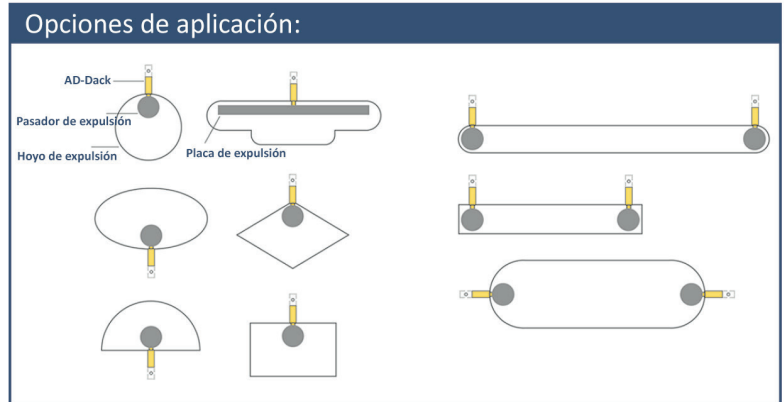 Opciones de aplicación:
AD-Dack
Pasador de expulsión
Hoyo de expulsión
Placa de expulsión